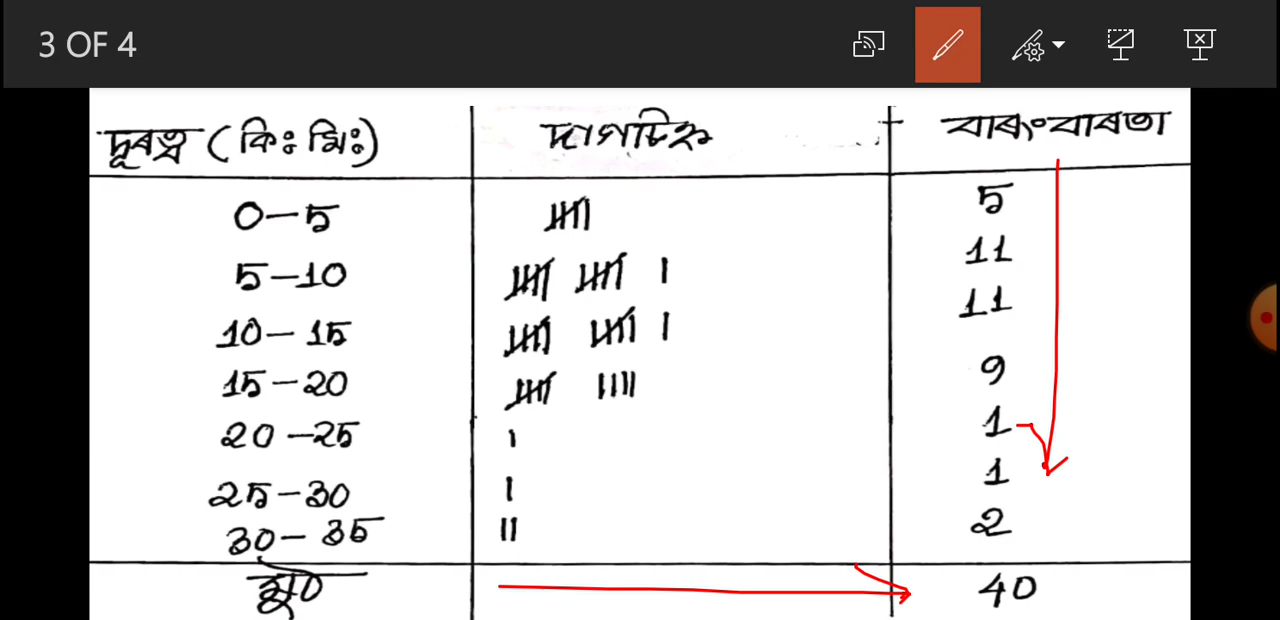 3 OF 4
দূৰত্ব (কিঃ মিঃ) দাগচিহ্ন বাৰংবাৰতা
0-5 5
5-10 11
10-15 11
15-20 9
20-25 1
25-30 1
30-35 2
মুঠ 40